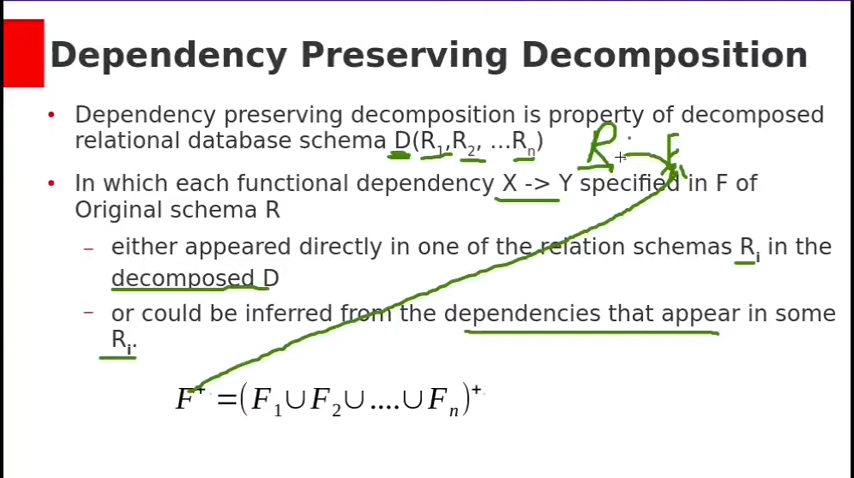 Dependency Preserving Decomposition
• Dependency preserving decomposition is property of decomposed
relational database schema D(R₁,R₂, ...Rₙ)
R F
• In which each functional dependency X -> Y specified in F of
Original schema R
– either appeared directly in one of the relation schemas Rᵢ in the
decomposed D
– or could be inferred from the dependencies that appear in some
Rᵢ.
F⁺ =(F₁∪F₂∪....∪Fₙ)⁺